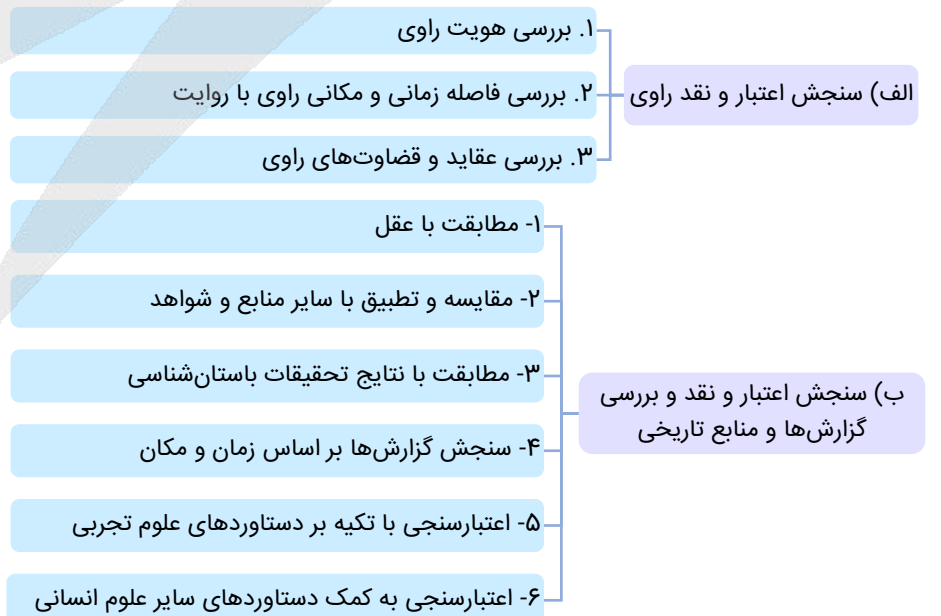 الف) سنجش اعتبار و نقد راوی
۱. بررسی هویت راوی
۲. بررسی فاصله زمانی و مکانی راوی با روایت
۳. بررسی عقاید و قضاوت‌های راوی
ب) سنجش اعتبار و نقد و بررسی
گزارش‌ها و منابع تاریخی
۱- مطابقت با عقل
۲- مقایسه و تطبیق با سایر منابع و شواهد
۳- مطابقت با نتایج تحقیقات باستان‌شناسی
۴- سنجش گزارش‌ها بر اساس زمان و مکان
۵- اعتبارسنجی با تکیه بر دستاوردهای علوم تجربی
۶- اعتبارسنجی به کمک دستاوردهای سایر علوم انسانی